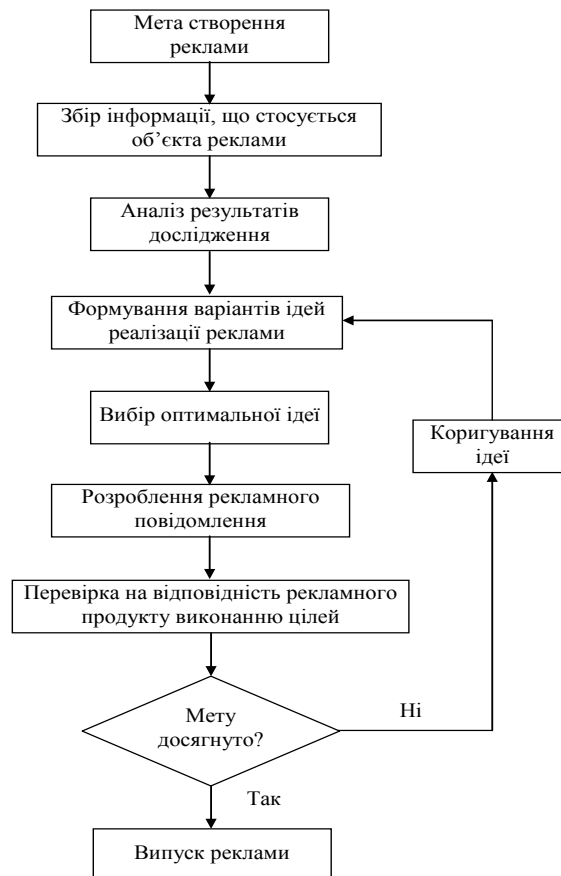 Мета створення
реклами
Збір інформації, що стосується
об’єкта реклами
Аналіз результатів
дослідження
Формування варіантів ідей
реалізації реклами
Вибір оптимальної ідеї
Коригування
ідеї
Розроблення рекламного
повідомлення
Перевірка на відповідність рекламного
продукту виконанню цілей
Мету
досягнуто?
Ні
Так
Випуск реклами